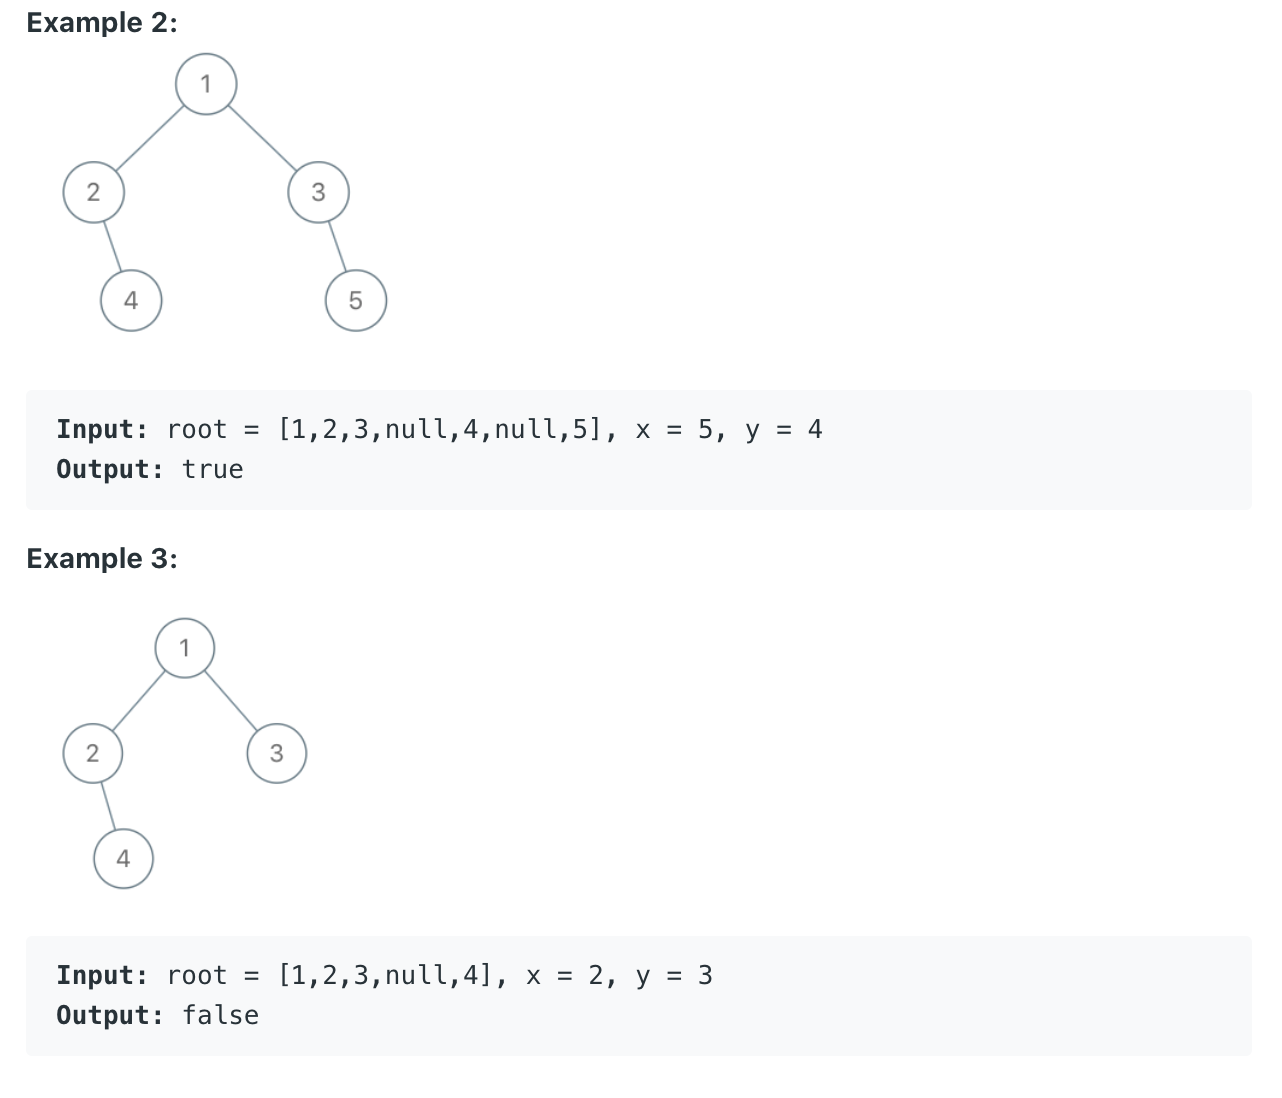 Example 2:
1
2
3
4
5
Input: root = [1,2,3,null,4,null,5], x = 5, y = 4
Output: true
Example 3:
1
2
3
4
Input: root = [1,2,3,null,4], x = 2, y = 3
Output: false